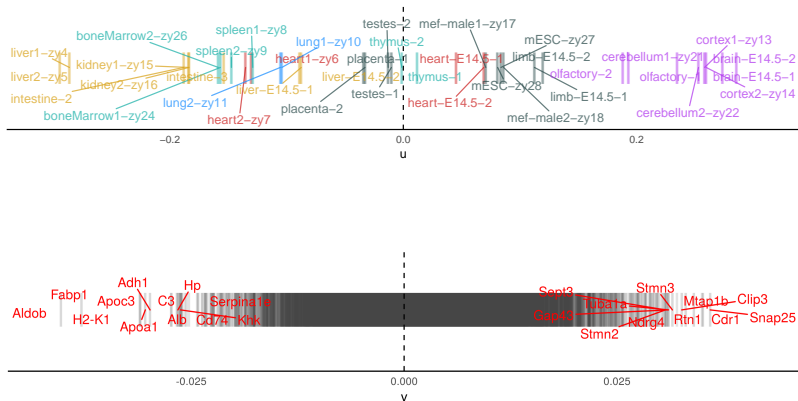 testes−2
mef−male1−zy17
spleen1−zy8
cortex1−zy13
boneMarrow2−zy26
lung1−zy10
thymus−2
mESC−zy27
liver1−zy4
spleen2−zy9
kidney1−zy15
heart1−zy6
placenta−1
heart−E14.5−1
limb−E14.5−2
cerebellum1−zy21
brain−E14.5−2
liver2−zy5
kidney2−zy16
intestine−3
liver−E14.5−2
thymus−1
mESC−zy28
olfactory−2
brain−E14.5−1
intestine−2
lung2−zy11
liver−E14.5−1
testes−1
heart−E14.5−2
limb−E14.5−1
cortex2−zy14
boneMarrow1−zy24
heart2−zy7
placenta−2
mef−male2−zy18
cerebellum2−zy22
−0.2 0.0 0.2
u
Adh1 Hp Stmn3
Fabp1 Apoc3 C3 Serpina1e Sept3 Tuba1a Mtap1b Clip3
Aldob H2−K1 Apoa1 Alb Cd74 Khk Ndrg4 Rtn1 Cdr1 Snap25
Stmn2
−0.025 0.000 0.025
v